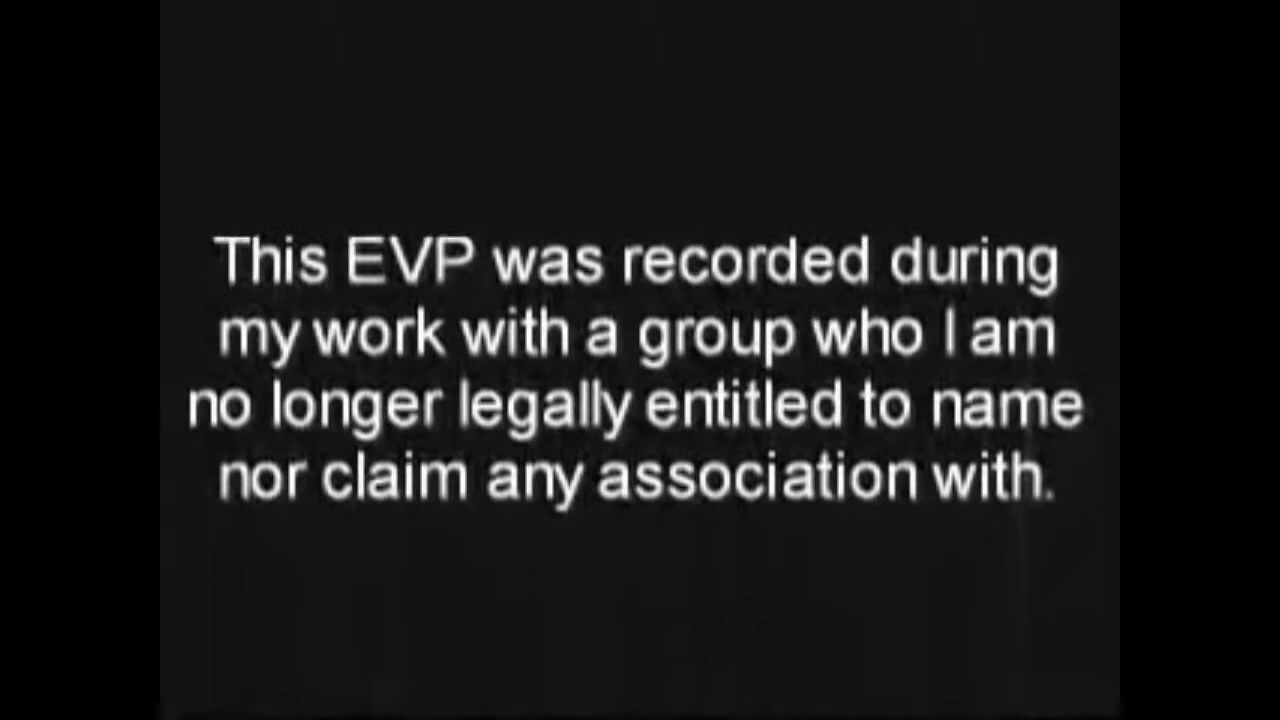 This EVP was recorded during
my work with a group who I am
no longer legally entitled to name
nor claim any association with.